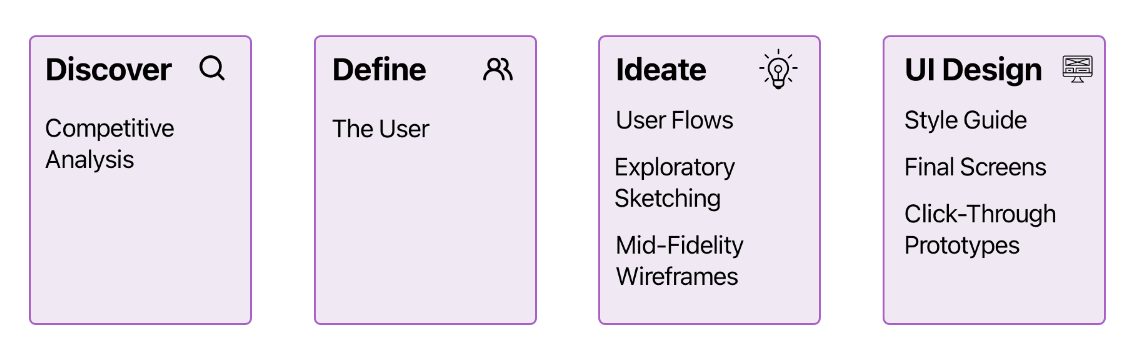 Discover
Competitive
Analysis
Define
The User
Ideate
User Flows
Exploratory
Sketching
Mid-Fidelity
Wireframes
UI Design
Style Guide
Final Screens
Click-Through
Prototypes